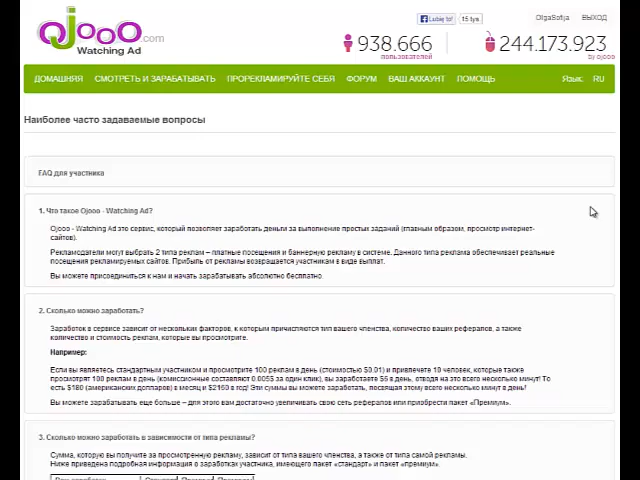 Ojooo.com
Watching Ad
Lubię to!
15 tys
OlgaSofija
ВЫХОД
938.666
пользователей
244.173.923
by ojooo
ДОМАШНЯЯ СМОТРЕТЬ И ЗАРАБАТЫВАТЬ ПРОРЕКЛАМИРУЙТЕ СЕБЯ ФОРУМ ВАШ АККАУНТ ПОМОЩЬ Язык: RU
Наиболее часто задаваемые вопросы
FAQ для участника
1. Что такое Ojooo - Watching Ad?
Ojooo - Watching Ad это сервис, который позволяет заработать деньги за выполнение простых заданий (главным образом, просмотр интернет-
сайтов).
Рекламодатели могут выбрать 2 типа реклам – платные посещения и баннерную рекламу в системе. Данного типа реклама обеспечивает реальные
посещения рекламируемых сайтов. Прибыль от рекламы возвращается участникам в виде выплат.
Вы можете присоединиться к нам и начать зарабатывать абсолютно бесплатно.
2. Сколько можно заработать?
Заработок в сервисе зависит от нескольких факторов, к которым причисляются тип вашего членства, количество ваших рефералов, а также
количество и стоимость реклам, которые вы просмотрите.
Например:
Если вы являетесь стандартным участником и просмотрите 100 реклам в день (стоимостью $0.01) и привлечете 10 человек, которые также
просмотрят 100 реклам в день (комиссионные составляют 0.005$ за один клик), вы заработаете $6 в день, отводя на это всего несколько минут! То
есть $180 (американских долларов) в месяц и $2160 в год! Эти суммы вы можете заработать, посвящая этому всего несколько минут в день!
Вы можете зарабатывать еще больше – для этого вам достаточно увеличивать свою сеть рефералов или приобрести пакет «Премиум».
3. Сколько можно заработать в зависимости от типа рекламы?
Сумма, которую вы получите за просмотренную рекламу, зависит от типа вашего членства, а также от типа самой рекламы.
Ниже приведена подробная информация о заработках участника, имеющего пакет «стандарт» и пакет «премиум».